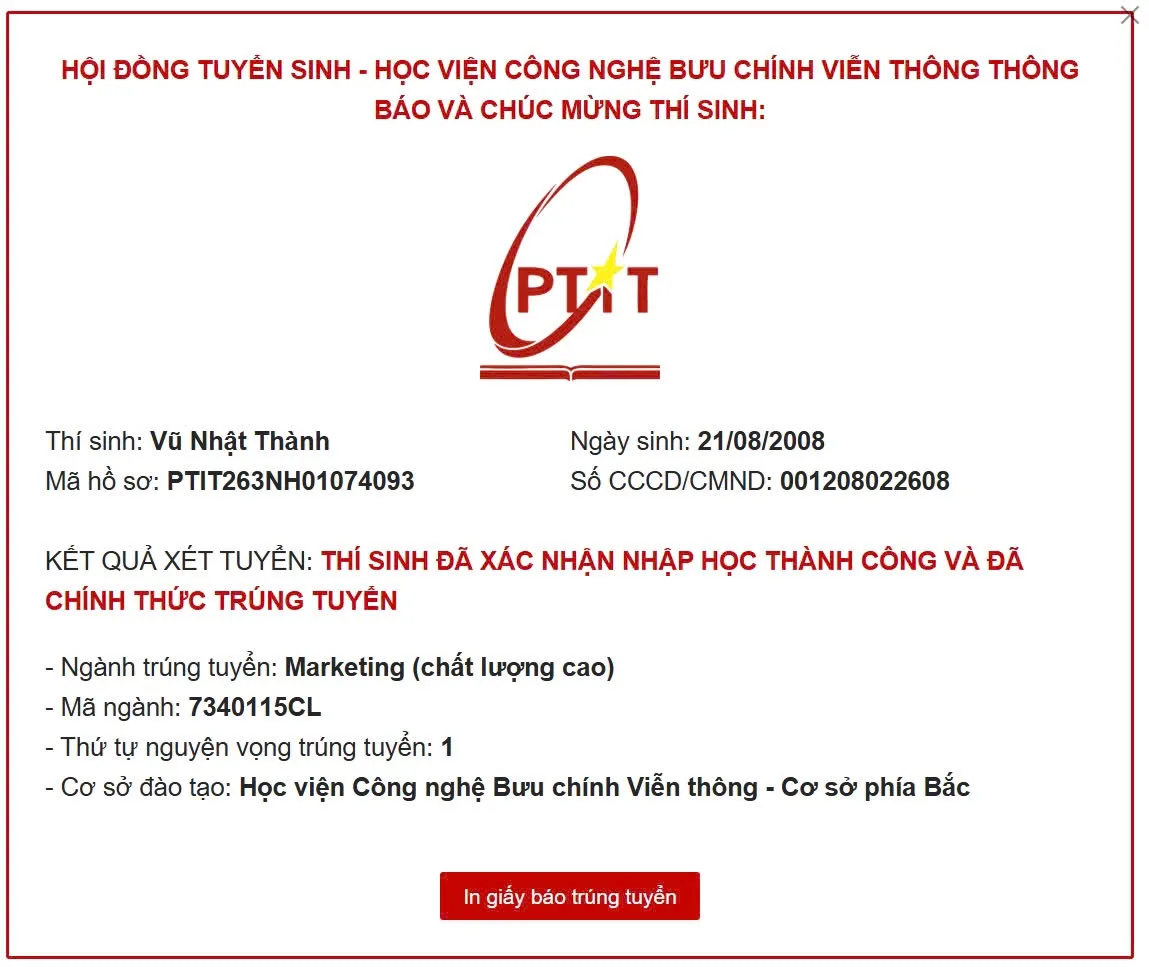 HỘI ĐỒNG TUYỂN SINH - HỌC VIỆN CÔNG NGHỆ BƯU CHÍNH VIỄN THÔNG THÔNG
BÁO VÀ CHÚC MỪNG THÍ SINH:
PTIT
Thí sinh: Vũ Nhật Thành
Ngày sinh: 21/08/2008
Mã hồ sơ: PTIT263NH01074093
Số CCCD/CMND: 001208022608
KẾT QUẢ XÉT TUYỂN: THÍ SINH ĐÃ XÁC NHẬN NHẬP HỌC THÀNH CÔNG VÀ ĐÃ
CHÍNH THỨC TRÚNG TUYỂN
- Ngành trúng tuyển: Marketing (chất lượng cao)
- Mã ngành: 7340115CL
- Thứ tự nguyện vọng trúng tuyển: 1
- Cơ sở đào tạo: Học viện Công nghệ Bưu chính Viễn thông - Cơ sở phía Bắc
In giấy báo trúng tuyển